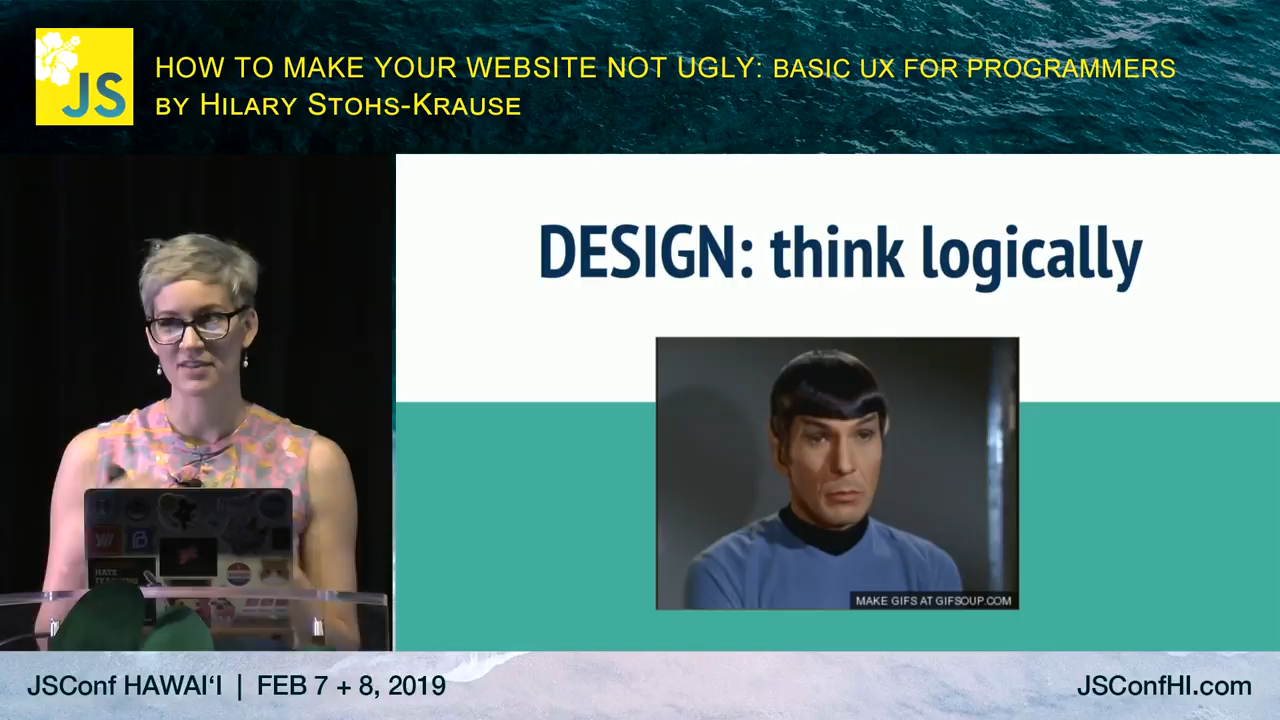 JS
HOW TO MAKE YOUR WEBSITE NOT UGLY: BASIC UX FOR PROGRAMMERS
BY HILARY STOHS-KRAUSE
DESIGN: think logically
MAKE GIFS AT GIFSOUP.COM
HATE
JSConf HAWAIʻI | FEB 7 + 8, 2019
JSConfHI.com